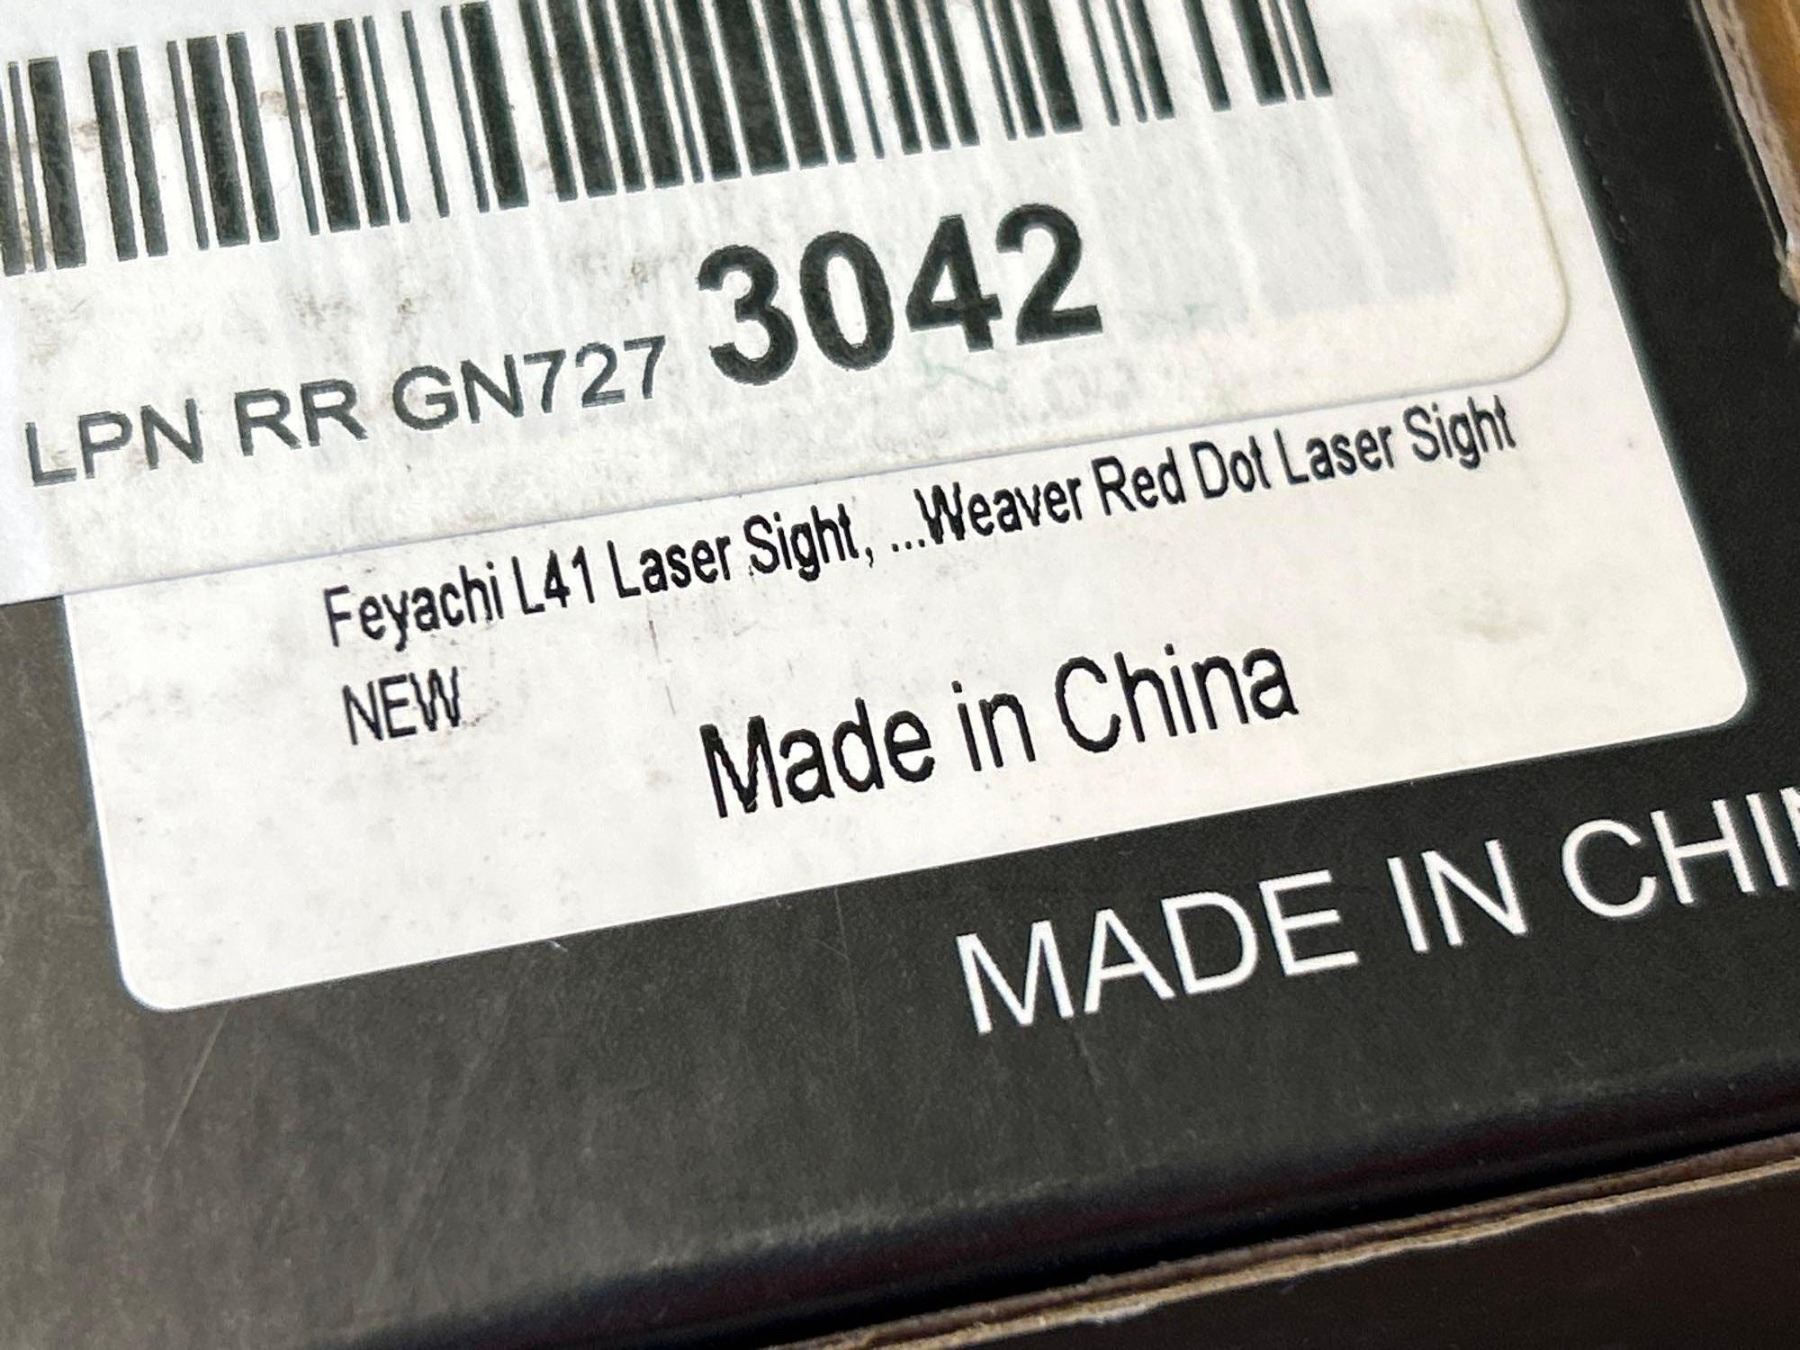 LPN RR GN727 3042
Feyachi L41 Laser Sight, ...Weaver Red Dot Laser Sight
NEW
Made in China
MADE IN CHIN